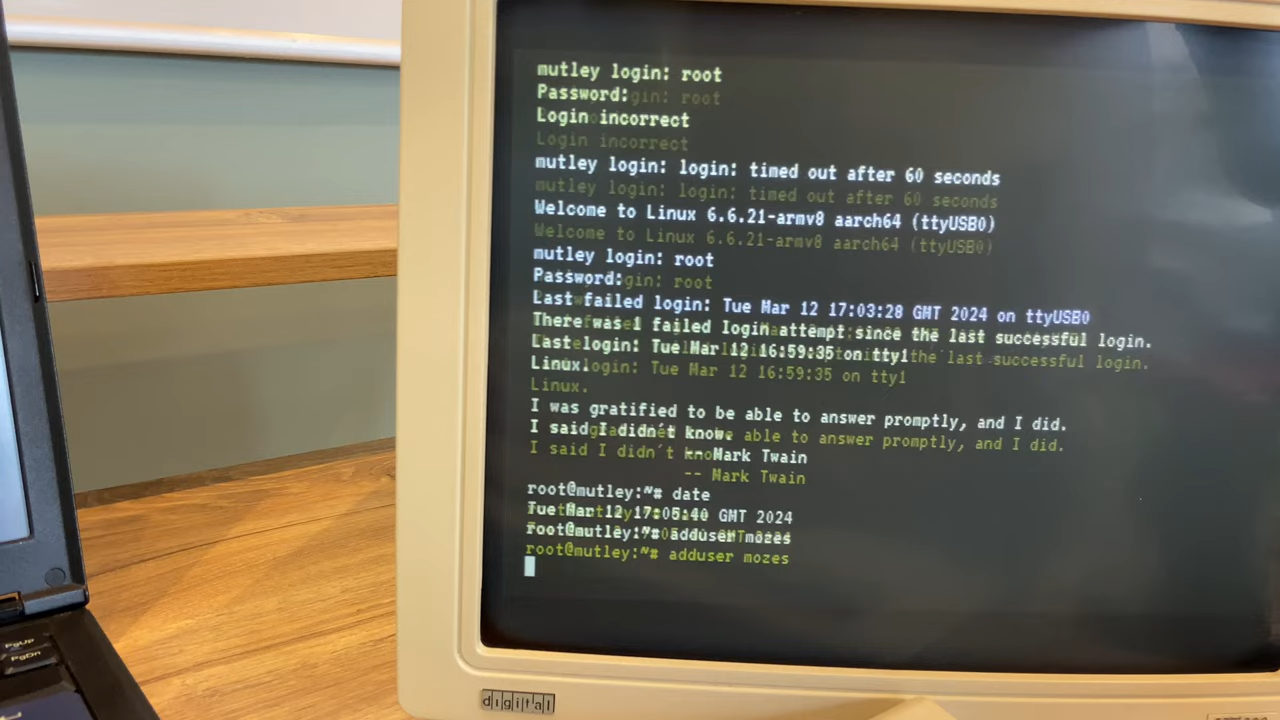 mutley login: root
Password:
Login incorrect
mutley login: login: timed out after 60 seconds
Welcome to Linux 6.6.21-armv8 aarch64 (ttyUSB0)
mutley login: root
Password:
Last failed login: Tue Mar 12 17:03:28 GMT 2024 on ttyUSB0
There was 1 failed login attempt since the last successful login.
Last login: Tue Mar 12 16:59:35 on tty1
Linux.
I was gratified to be able to answer promptly, and I did.
I said I didn't know.
-- Mark Twain
root@mutley:~# date
Tue Mar 12 17:05:40 GMT 2024
root@mutley:~# adduser mozes
digital
PgUp
PgDn